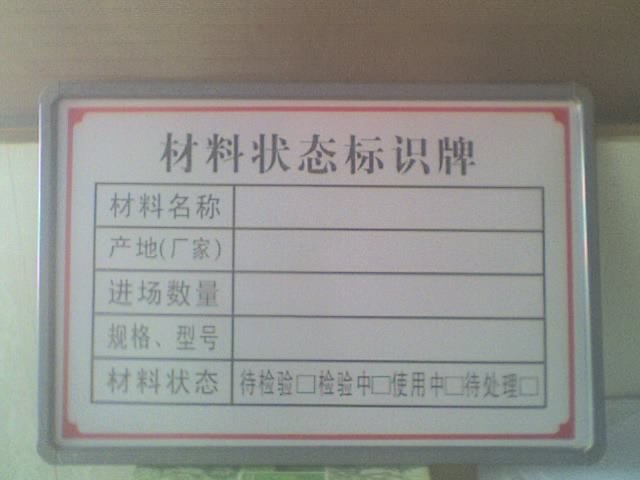 材料状态标识牌
材料名称
产地(厂家)
进场数量
规格、型号
材料状态 待检验□检验中□使用中□待处理□